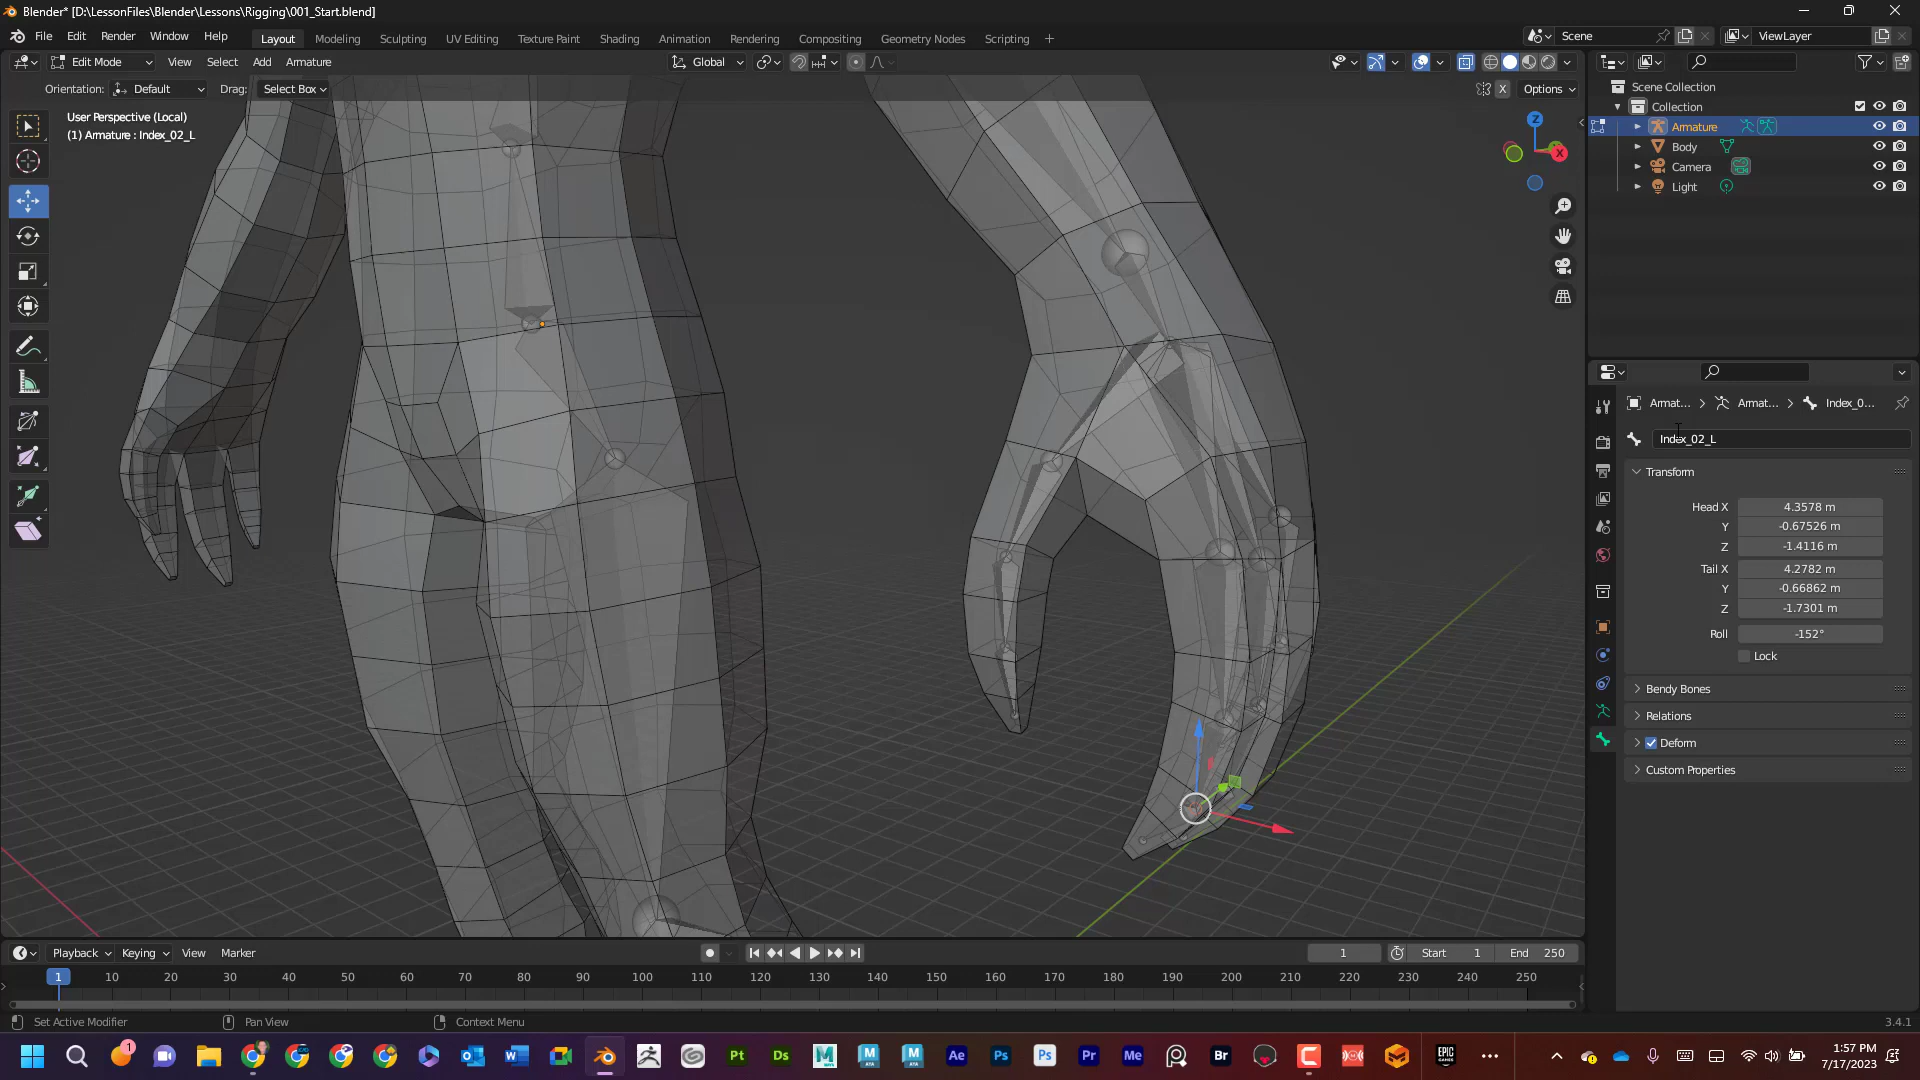 Blender* [D:\LessonFiles\Blender\Lessons\Rigging\001_Start.blend]
File Edit Render Window Help Layout Modeling Sculpting UV Editing Texture Paint Shading Animation Rendering Compositing Geometry Nodes Scripting + Scene ViewLayer
Edit Mode View Select Add Armature Global
Orientation: Default Drag: Select Box X Options
User Perspective (Local)
(1) Armature : Index_02_L
Z
X
Scene Collection
Collection
Armature
Body
Camera
Light
Armat... > Armat... > Index_0...
Index_02_L
Transform
Head X 4.3578 m
Y -0.67526 m
Z -1.4116 m
Tail X 4.2782 m
Y -0.66862 m
Z -1.7301 m
Roll -152°
Lock
Bendy Bones
Relations
Deform
Custom Properties
Playback Keying View Marker 1 Start 1 End 250
1 10 20 30 40 50 60 70 80 90 100 110 120 130 140 150 160 170 180 190 200 210 220 230 240 250
Set Active Modifier Pan View Context Menu 3.4.1
1 Pt Ds M AYA AYA Ae Ps Ps Pr Me Br C EPIC GAMES
1:57 PM
7/17/2023